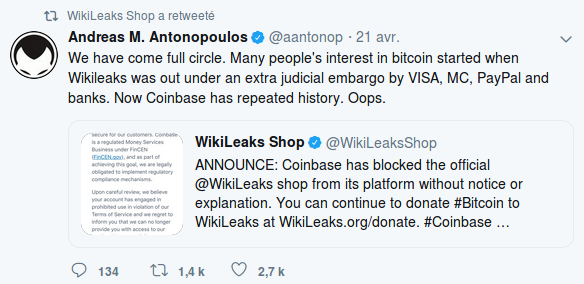 WikiLeaks Shop a retweeté
Andreas M. Antonopoulos @aantonop · 21 avr.
We have come full circle. Many people's interest in bitcoin started when
Wikileaks was out under an extra judicial embargo by VISA, MC, PayPal and
banks. Now Coinbase has repeated history. Oops.
secure for our customers. Coinbase
is a regulated Money Services
Business under FinCEN
(FinCEN.gov), and as part of
achieving this goal, we are legally
obligated to implement regulatory
compliance mechanisms.
Upon careful review, we believe
your account has engaged in
prohibited use in violation of our
Terms of Service and we regret to
inform you that we can no longer
provide you with access to our
WikiLeaks Shop @WikiLeaksShop
ANNOUNCE: Coinbase has blocked the official
@WikiLeaks shop from its platform without notice or
explanation. You can continue to donate #Bitcoin to
WikiLeaks at WikiLeaks.org/donate. #Coinbase ...
134 1,4 k 2,7 k